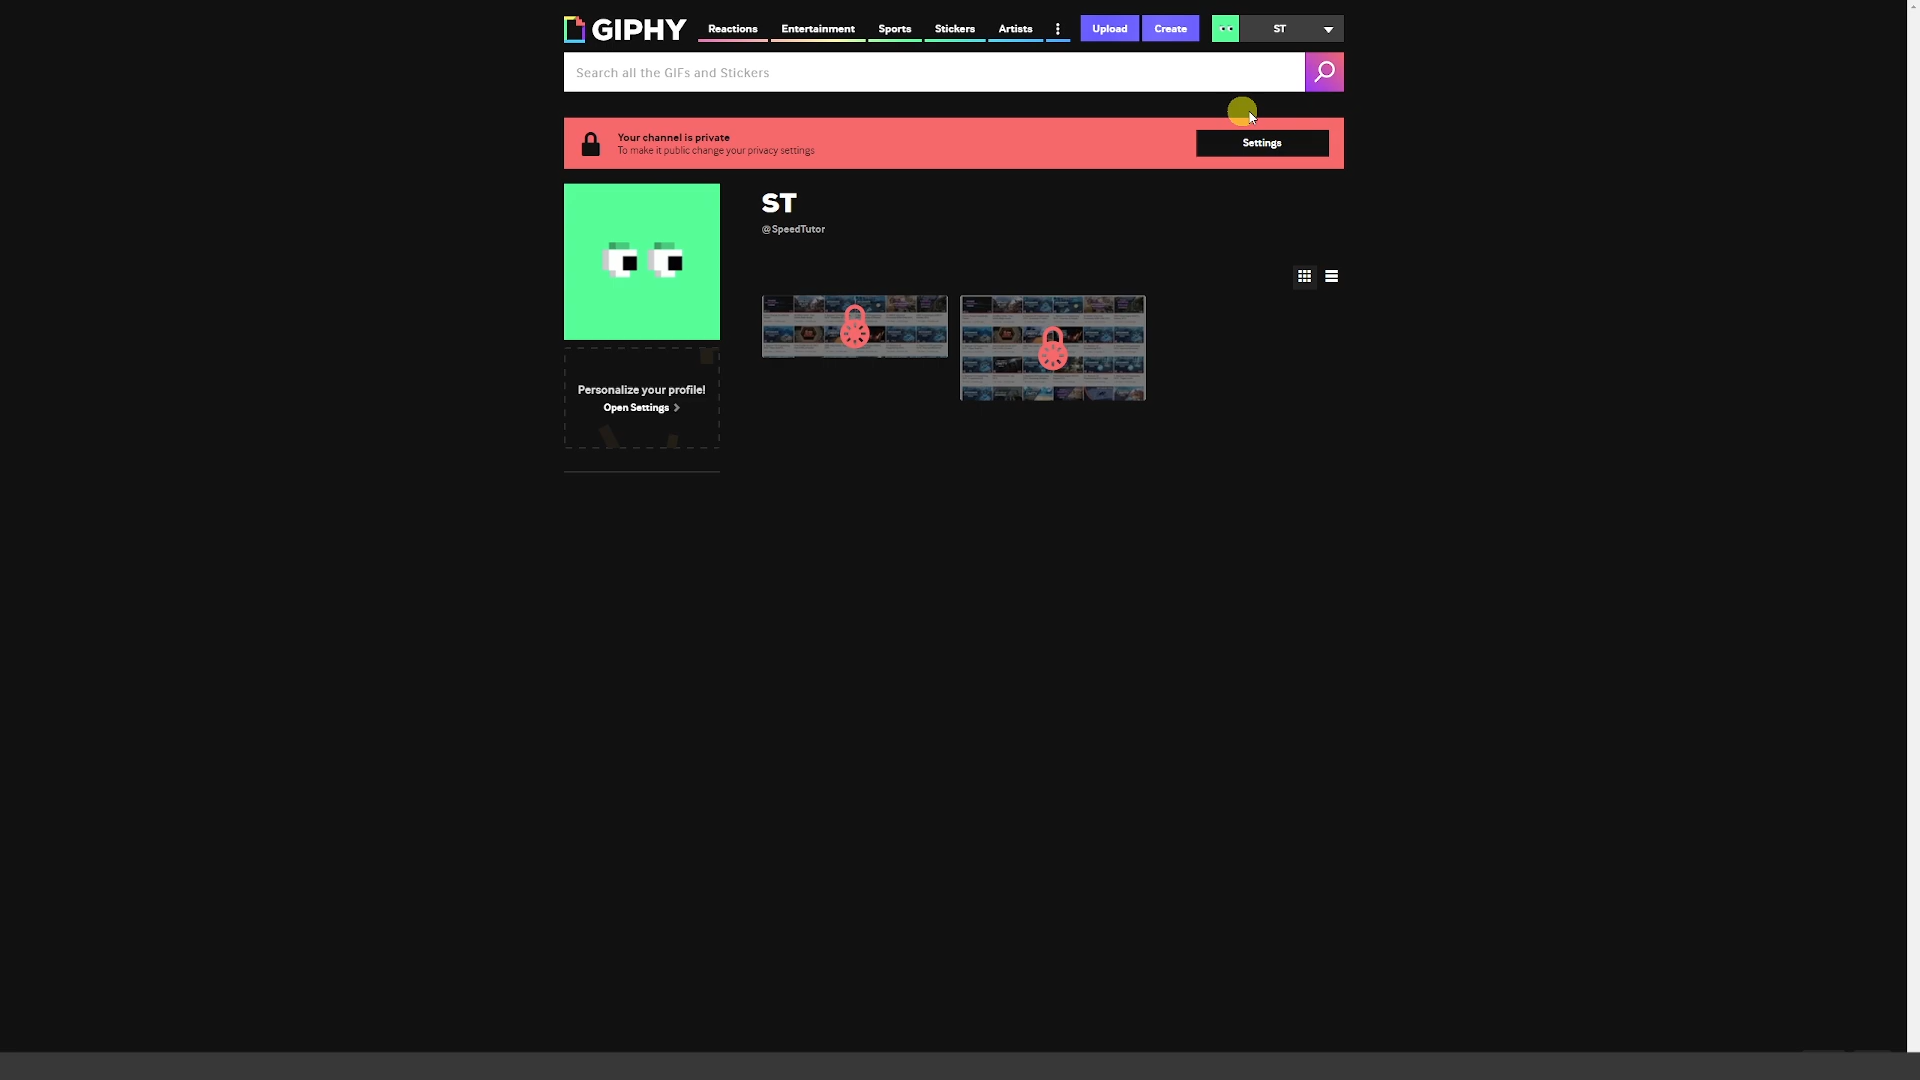 GIPHY
Reactions
Entertainment
Sports
Stickers
Artists
Upload
Create
ST
Search all the GIFs and Stickers
Your channel is private
To make it public change your privacy settings
Settings
ST
@SpeedTutor
Personalize your profile!
Open Settings